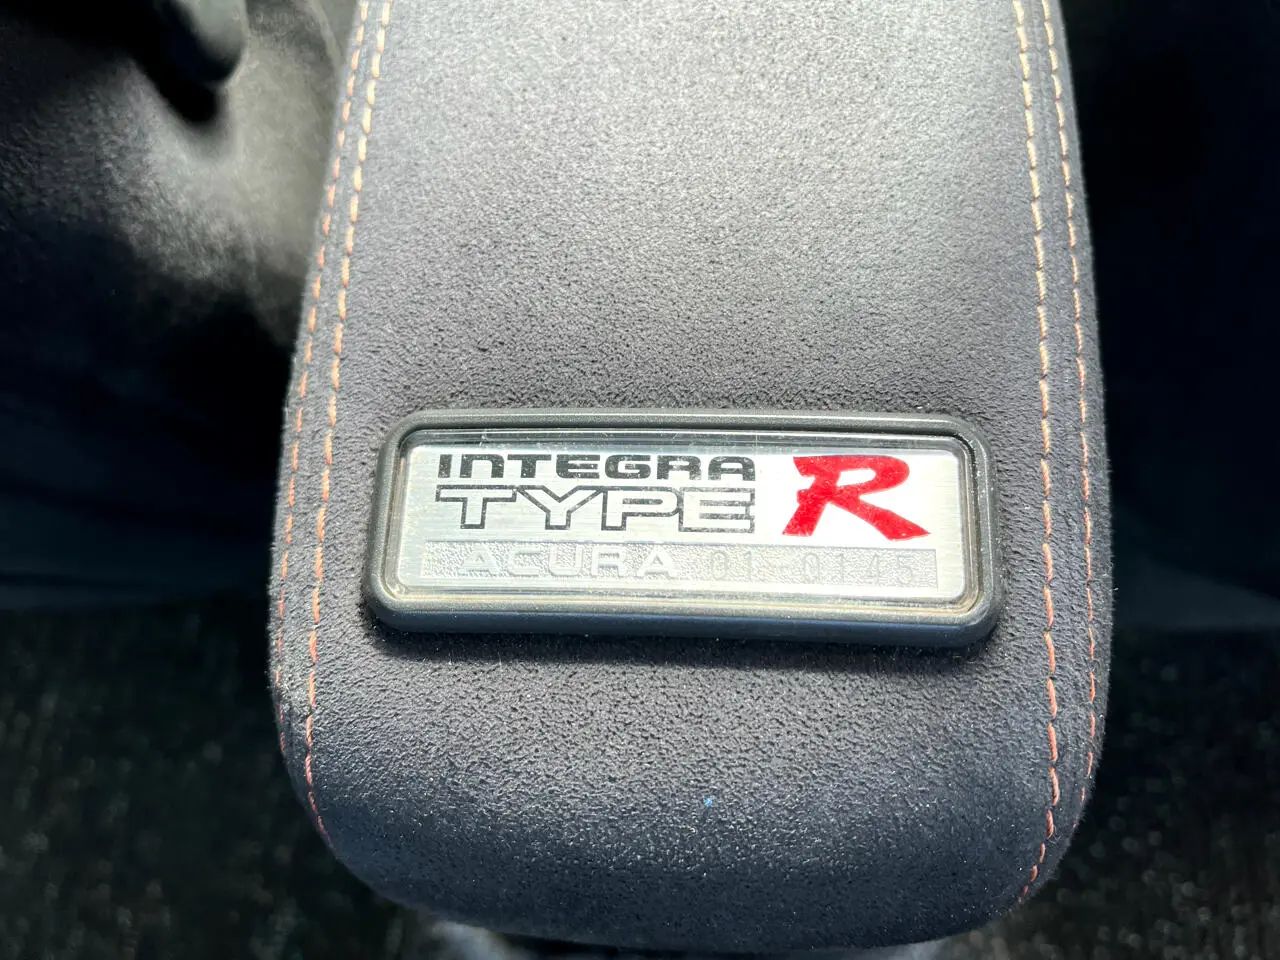 INTEGRA
TYPE R
ACURA 01-0145